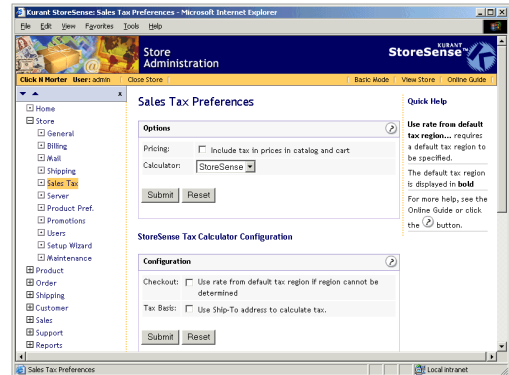 Kurant StoreSense: Sales Tax Preferences - Microsoft Internet Explorer
File Edit View Favorites Tools Help
Store
Administration
KURANT
StoreSense™
Click N Morter User: admin Close Store Basic Mode View Store Online Guide
x
Home
Store
General
Billing
Mall
Shipping
Sales Tax
Server
Product Pref.
Promotions
Users
Setup Wizard
Maintenance
Product
Order
Shipping
Customer
Sales
Support
Reports
Sales Tax Preferences
Options ?
Pricing: Include tax in prices in catalog and cart
Calculator: StoreSense
Submit Reset
StoreSense Tax Calculator Configuration
Configuration ?
Checkout: Use rate from default tax region if region cannot be
determined
Tax Basis: Use Ship-To address to calculate tax.
Submit Reset
Quick Help
Use rate from default
tax region... requires
a default tax region to
be specified.
The default tax region
is displayed in bold
For more help, see the
Online Guide or click
the ? button.
Sales Tax Preferences Local intranet